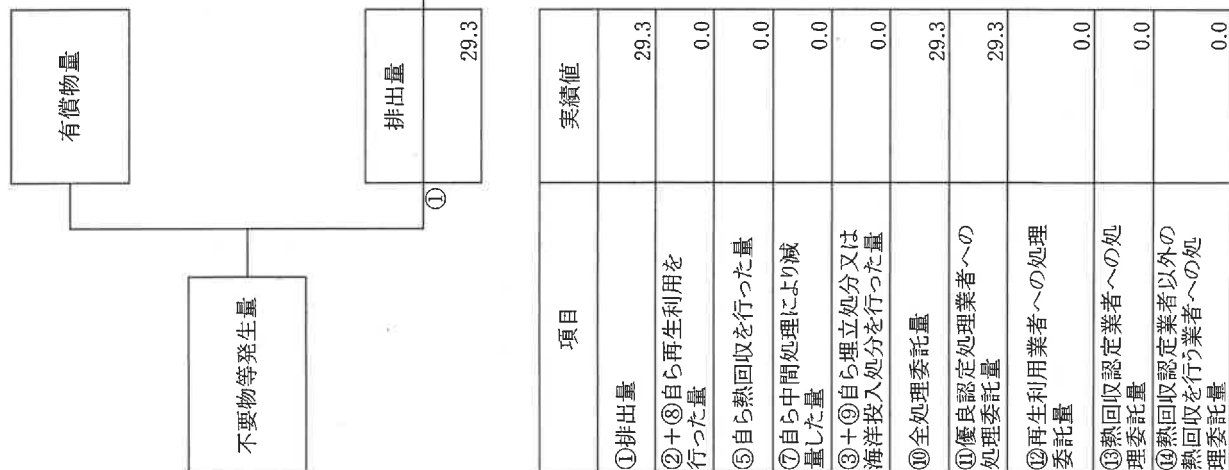 有償物量
不要物等発生量
①
排出量
29.3
項目
実績値
①排出量
29.3
②+⑧自ら再生利用を
行った量
0.0
⑤自ら熱回収を行った量
0.0
⑦自ら中間処理により減
量した量
0.0
③+⑨自ら埋立処分又は
海洋投入処分を行った量
0.0
⑩全処理委託量
29.3
⑪優良認定処理業者への
処理委託量
29.3
⑫再生利用業者への処理
委託量
0.0
⑬熱回収認定業者への処
理委託量
0.0
⑭熱回収認定業者以外の
熱回収を行う業者への処
理委託量
0.0